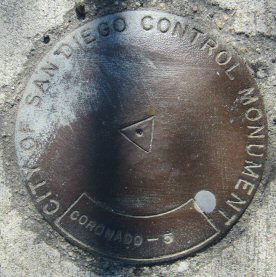 CITY OF SAN DIEGO CONTROL MONUMENT
CORONADO - 5